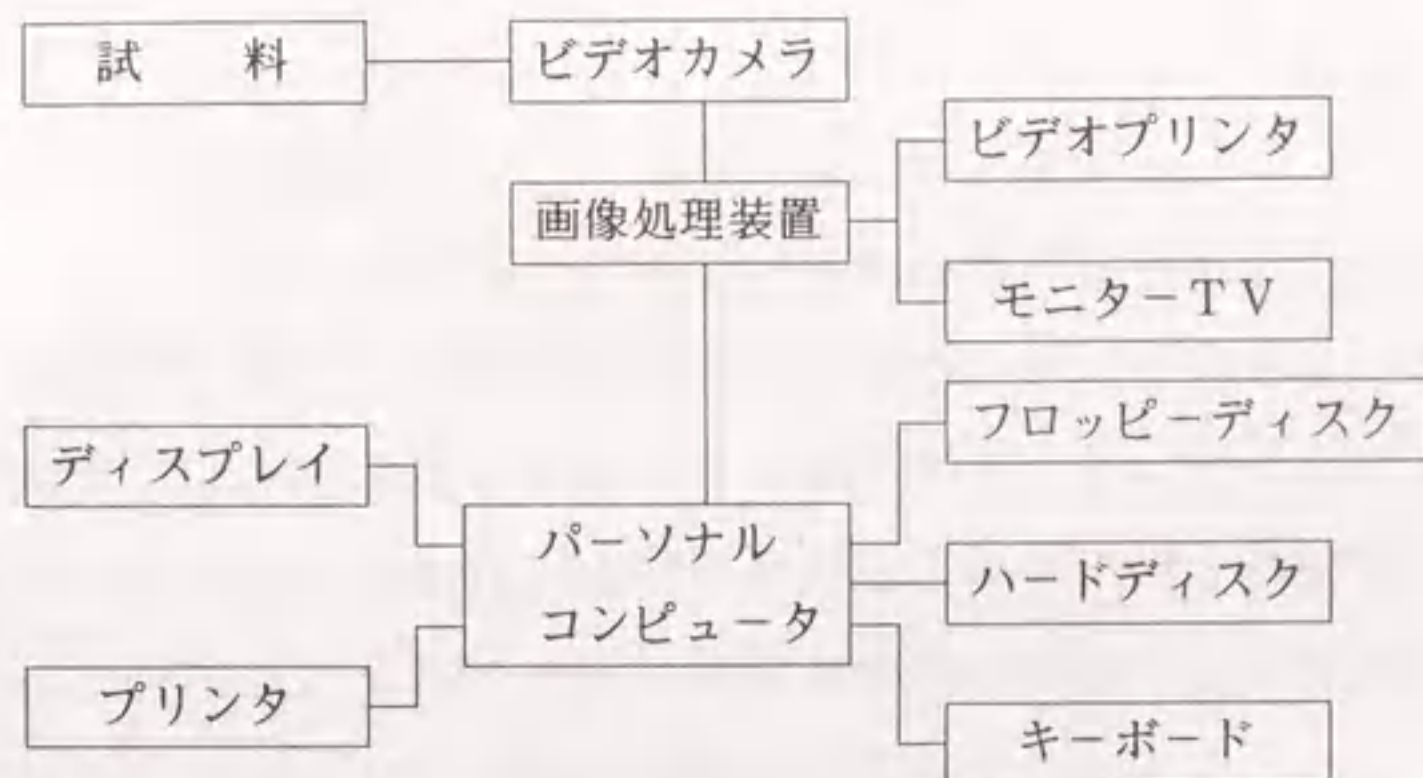 試　料
ビデオカメラ
ビデオプリンタ
画像処理装置
モニターTV
フロッピーディスク
ディスプレイ
パーソナル
コンピュータ
ハードディスク
プリンタ
キーボード